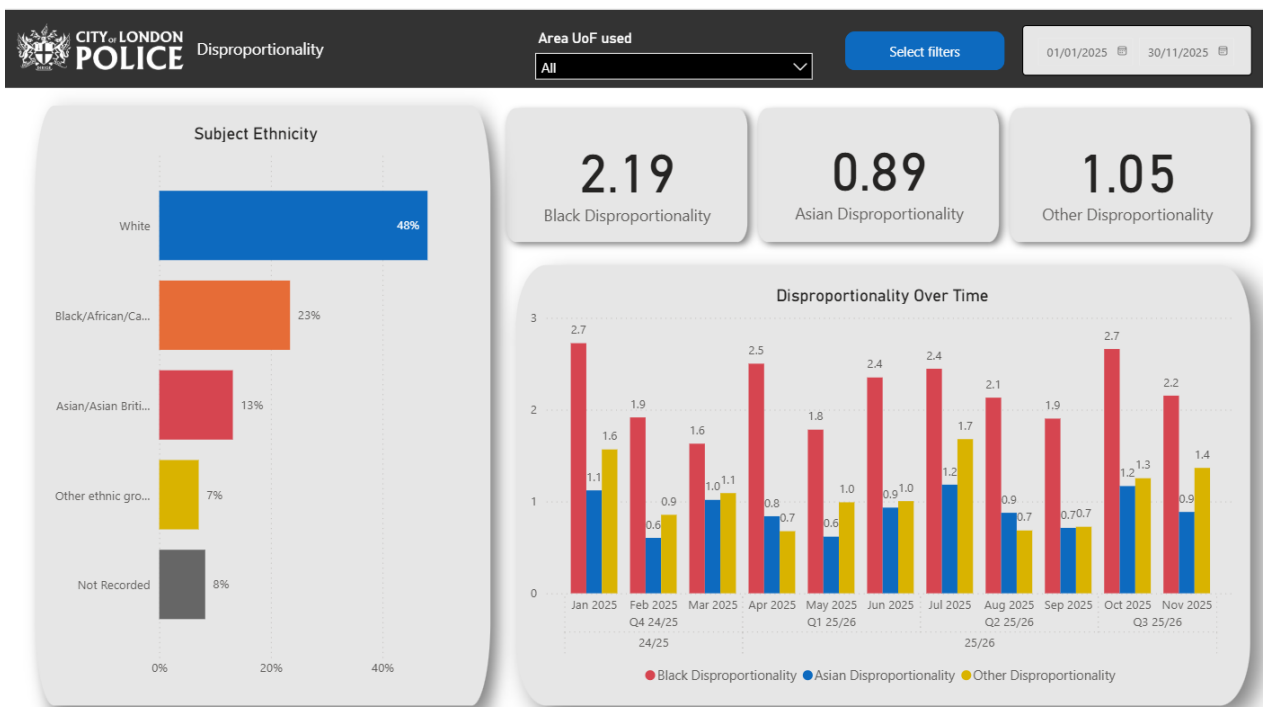 CITY OF LONDON
POLICE
Disproportionality
Area UoF used
All
Select filters
01/01/2025
30/11/2025
Subject Ethnicity
White
48%
Black/African/Ca...
23%
Asian/Asian Briti...
13%
Other ethnic gro...
7%
Not Recorded
8%
0%
20%
40%
2.19
Black Disproportionality
0.89
Asian Disproportionality
1.05
Other Disproportionality
Disproportionality Over Time
3
2
1
0
2.7
1.1
1.6
1.9
0.6
0.9
1.6
1.0
1.1
2.5
0.8
0.7
1.8
0.6
1.0
2.4
0.9
1.0
2.4
1.2
1.7
2.1
0.9
0.7
1.9
0.7
0.7
2.7
1.2
1.3
2.2
0.9
1.4
Jan 2025 Feb 2025 Mar 2025 Apr 2025 May 2025 Jun 2025 Jul 2025 Aug 2025 Sep 2025 Oct 2025 Nov 2025
Q4 24/25 Q1 25/26 Q2 25/26 Q3 25/26
24/25 25/26
Black Disproportionality Asian Disproportionality Other Disproportionality